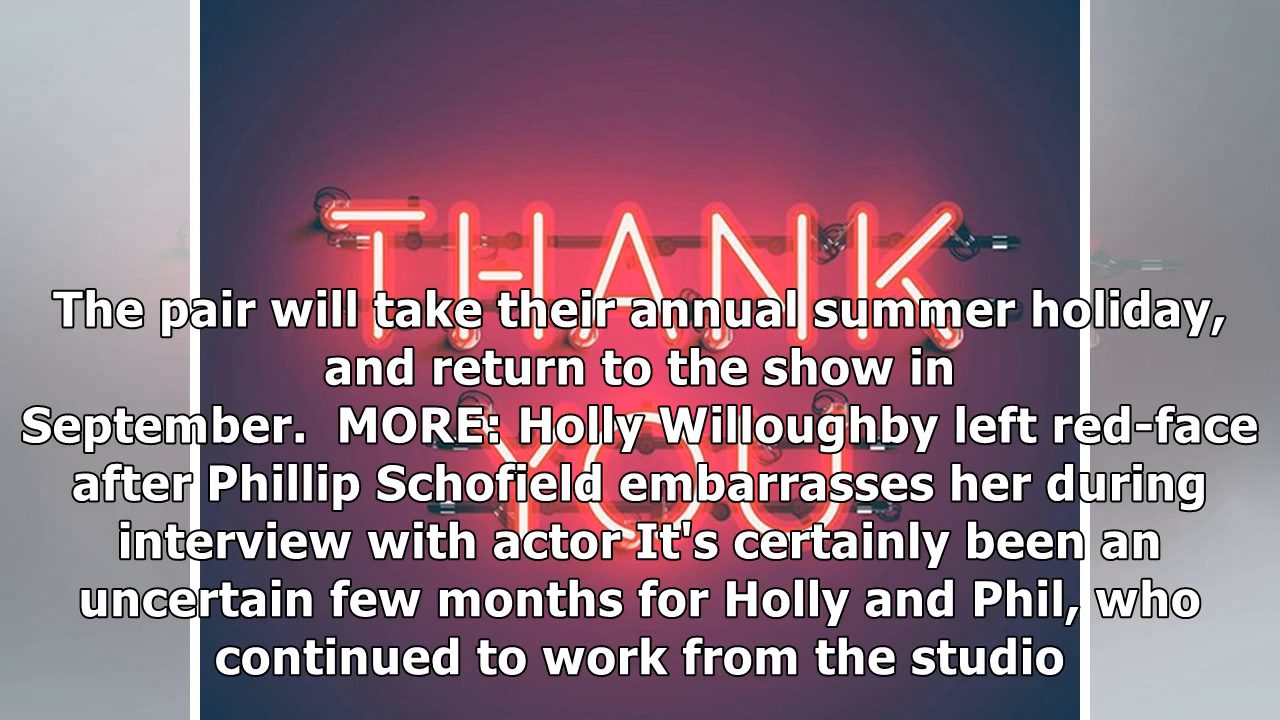 THANK
YOU
The pair will take their annual summer holiday,
and return to the show in
September.  MORE: Holly Willoughby left red-face
after Phillip Schofield embarrasses her during
interview with actor It's certainly been an
uncertain few months for Holly and Phil, who
continued to work from the studio